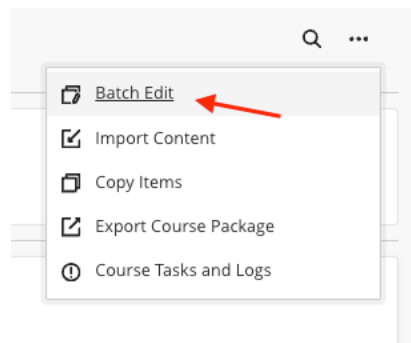 Batch Edit
Import Content
Copy Items
Export Course Package
Course Tasks and Logs